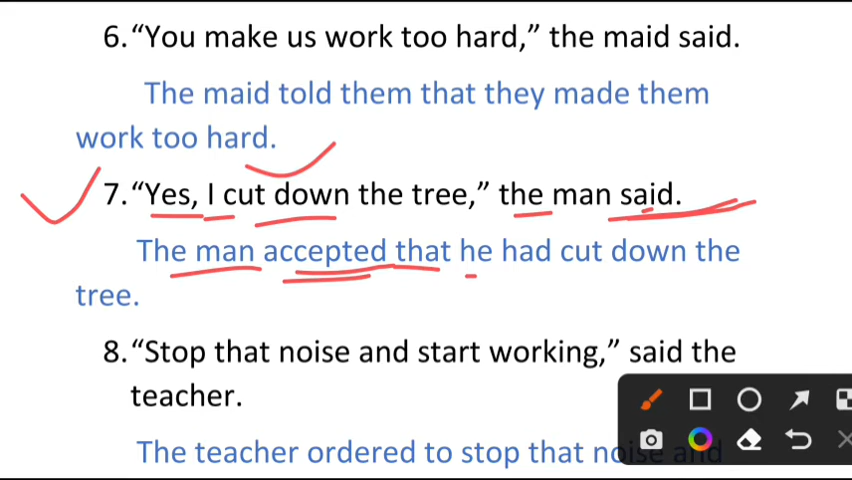 6. “You make us work too hard,” the maid said.
The maid told them that they made them
work too hard.
7. “Yes, I cut down the tree,” the man said.
The man accepted that he had cut down the
tree.
8. “Stop that noise and start working,” said the
teacher.
The teacher ordered to stop that noise and